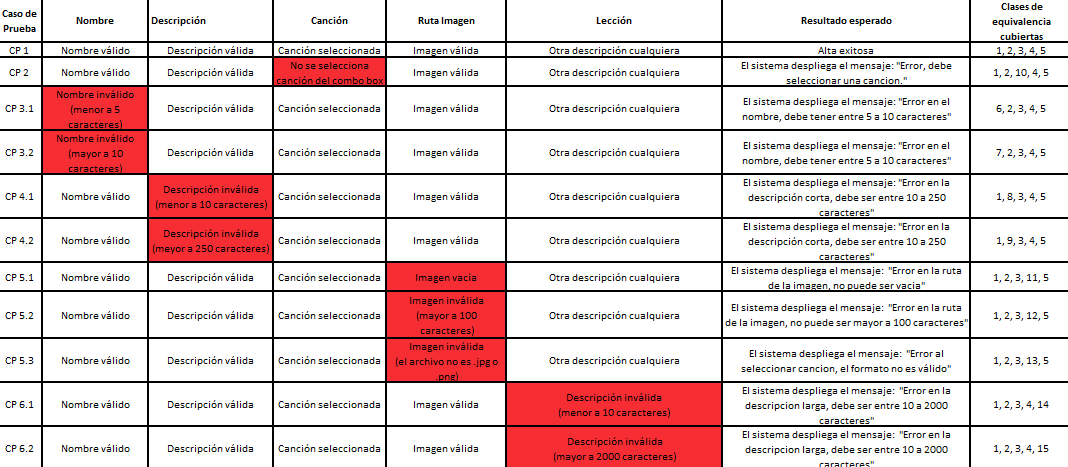 Caso de Prueba Nombre Descripción Canción Ruta Imagen Lección Resultado esperado Clases de equivalencia cubiertas
CP 1 Nombre válido Descripción válida Canción seleccionada Imagen válida Otra descripción cualquiera Alta exitosa 1, 2, 3, 4, 5
CP 2 Nombre válido Descripción válida No se selecciona canción del combo box Imagen válida Otra descripción cualquiera El sistema despliega el mensaje: "Error, debe seleccionar una cancion." 1, 2, 10, 4, 5
CP 3.1 Nombre inválido (menor a 5 caracteres) Descripción válida Canción seleccionada Imagen válida Otra descripción cualquiera El sistema despliega el mensaje: "Error en el nombre, debe tener entre 5 a 10 caracteres" 6, 2, 3, 4, 5
CP 3.2 Nombre inválido (mayor a 10 caracteres) Descripción válida Canción seleccionada Imagen válida Otra descripción cualquiera El sistema despliega el mensaje: "Error en el nombre, debe tener entre 5 a 10 caracteres" 7, 2, 3, 4, 5
CP 4.1 Nombre válido Descripción inválida (menor a 10 caracteres) Canción seleccionada Imagen válida Otra descripción cualquiera El sistema despliega el mensaje: "Error en la descripción corta, debe ser entre 10 a 250 caracteres" 1, 8, 3, 4, 5
CP 4.2 Nombre válido Descripción inválida (meyor a 250 caracteres) Canción seleccionada Imagen válida Otra descripción cualquiera El sistema despliega el mensaje: "Error en la descripción corta, debe ser entre 10 a 250 caracteres" 1, 9, 3, 4, 5
CP 5.1 Nombre válido Descripción válida Canción seleccionada Imagen vacía Otra descripción cualquiera El sistema despliega el mensaje: "Error en la ruta de la imagen, no puede ser vacia" 1, 2, 3, 11, 5
CP 5.2 Nombre válido Descripción válida Canción seleccionada Imagen inválida (mayor a 100 caracteres) Otra descripción cualquiera El sistema despliega el mensaje: "Error en la ruta de la imagen, no puede ser mayor a 100 caracteres" 1, 2, 3, 12, 5
CP 5.3 Nombre válido Descripción válida Canción seleccionada Imagen inválida (el archivo no es .jpg o .png) Otra descripción cualquiera El sistema despliega el mensaje: "Error al seleccionar cancion, el formato no es válido" 1, 2, 3, 13, 5
CP 6.1 Nombre válido Descripción válida Canción seleccionada Imagen válida Descripción inválida (menor a 10 caracteres) El sistema despliega el mensaje: "Error en la descripcion larga, debe ser entre 10 a 2000 caracteres" 1, 2, 3, 4, 14
CP 6.2 Nombre válido Descripción válida Canción seleccionada Imagen válida Descripción inválida (mayor a 2000 caracteres) El sistema despliega el mensaje: "Error en la descripcion larga, debe ser entre 10 a 2000 caracteres" 1, 2, 3, 4, 15